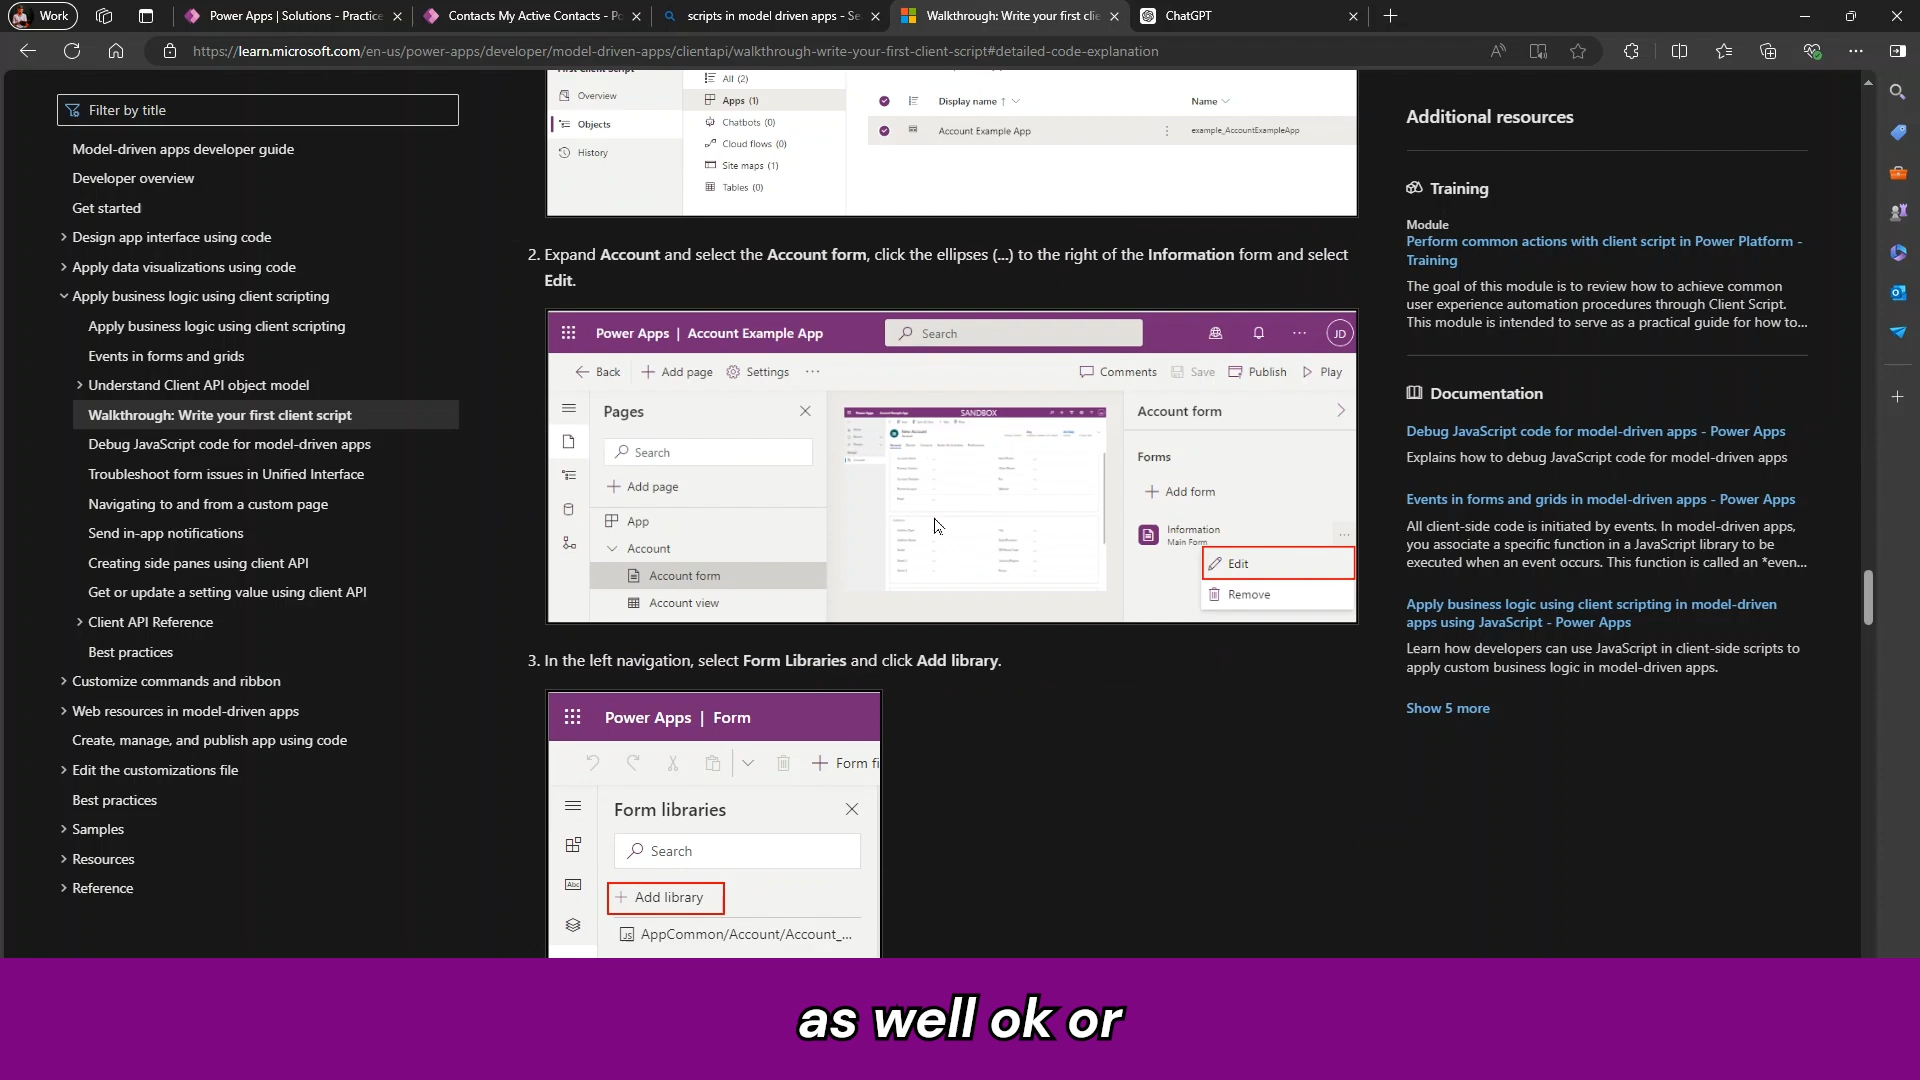 Work
Power Apps | Solutions - Practice
Contacts My Active Contacts - Po
scripts in model driven apps - Se
Walkthrough: Write your first clie
ChatGPT
https://learn.microsoft.com/en-us/power-apps/developer/model-driven-apps/clientapi/walkthrough-write-your-first-client-script#detailed-code-explanation
Filter by title
Model-driven apps developer guide
Developer overview
Get started
Design app interface using code
Apply data visualizations using code
Apply business logic using client scripting
Apply business logic using client scripting
Events in forms and grids
Understand Client API object model
Walkthrough: Write your first client script
Debug JavaScript code for model-driven apps
Troubleshoot form issues in Unified Interface
Navigating to and from a custom page
Send in-app notifications
Creating side panes using client API
Get or update a setting value using client API
Client API Reference
Best practices
Customize commands and ribbon
Web resources in model-driven apps
Create, manage, and publish app using code
Edit the customizations file
Best practices
Samples
Resources
Reference
Overview
Objects
History
All (2)
Apps (1)
Chatbots (0)
Cloud flows (0)
Site maps (1)
Tables (0)
Display name ↑
Name
Account Example App
example_AccountExampleApp
2. Expand Account and select the Account form, click the ellipses (...) to the right of the Information form and select
Edit.
Power Apps | Account Example App
Search
JD
Back
Add page
Settings
Comments
Save
Publish
Play
Pages
Search
Add page
App
Account
Account form
Account view
SANDBOX
Account form
Forms
Add form
Information
Main Form
Edit
Remove
3. In the left navigation, select Form Libraries and click Add library.
Power Apps | Form
Form fi
Form libraries
Search
Add library
Abc
JS AppCommon/Account/Account_...
Additional resources
Training
Module
Perform common actions with client script in Power Platform -
Training
The goal of this module is to review how to achieve common
user experience automation procedures through Client Script.
This module is intended to serve as a practical guide for how to...
Documentation
Debug JavaScript code for model-driven apps - Power Apps
Explains how to debug JavaScript code for model-driven apps
Events in forms and grids in model-driven apps - Power Apps
All client-side code is initiated by events. In model-driven apps,
you associate a specific function in a JavaScript library to be
executed when an event occurs. This function is called an *even...
Apply business logic using client scripting in model-driven
apps using JavaScript - Power Apps
Learn how developers can use JavaScript in client-side scripts to
apply custom business logic in model-driven apps.
Show 5 more
as well ok or